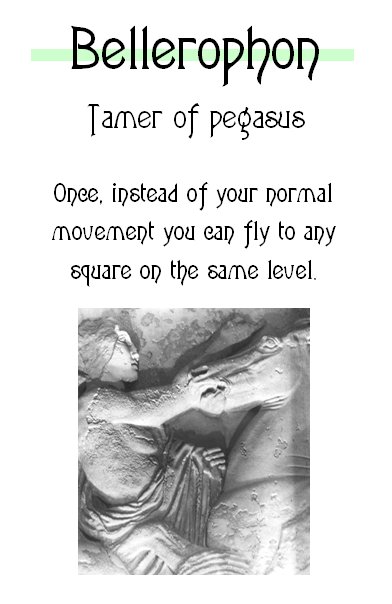 Bellerophon
Tamer of pegasus
Once, instead of your normal
movement you can fly to any
square on the same level.